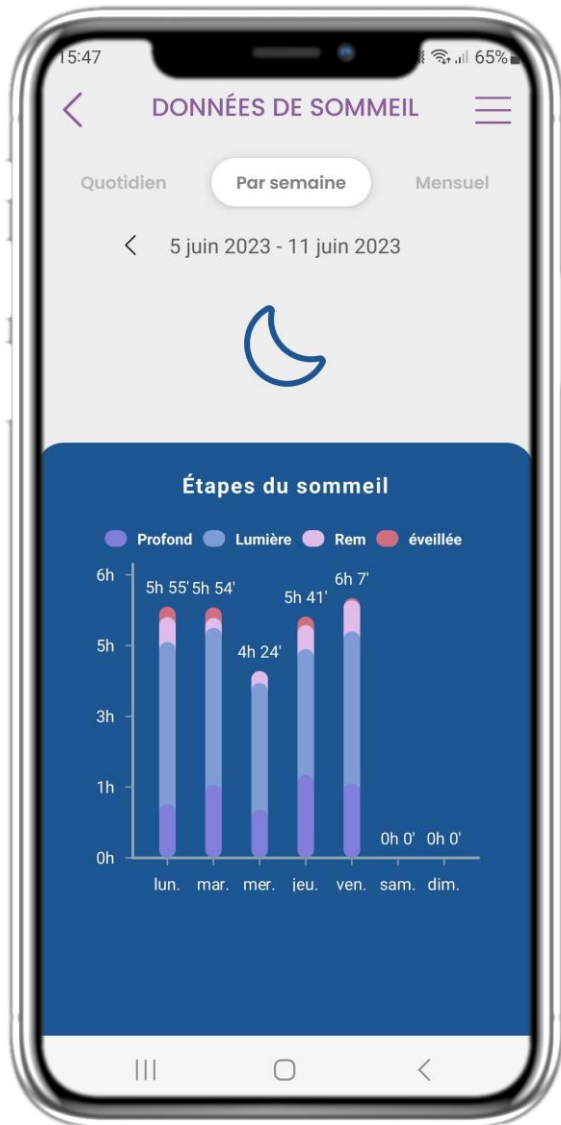 15:47 65%
DONNÉES DE SOMMEIL
Quotidien Par semaine Mensuel
5 juin 2023 - 11 juin 2023
Étapes du sommeil
Profond Lumière Rem éveillée
6h
5h 55' 5h 54' 4h 24' 5h 41' 6h 7'
5h
3h
1h
0h 0' 0h 0'
0h
lun. mar. mer. jeu. ven. sam. dim.